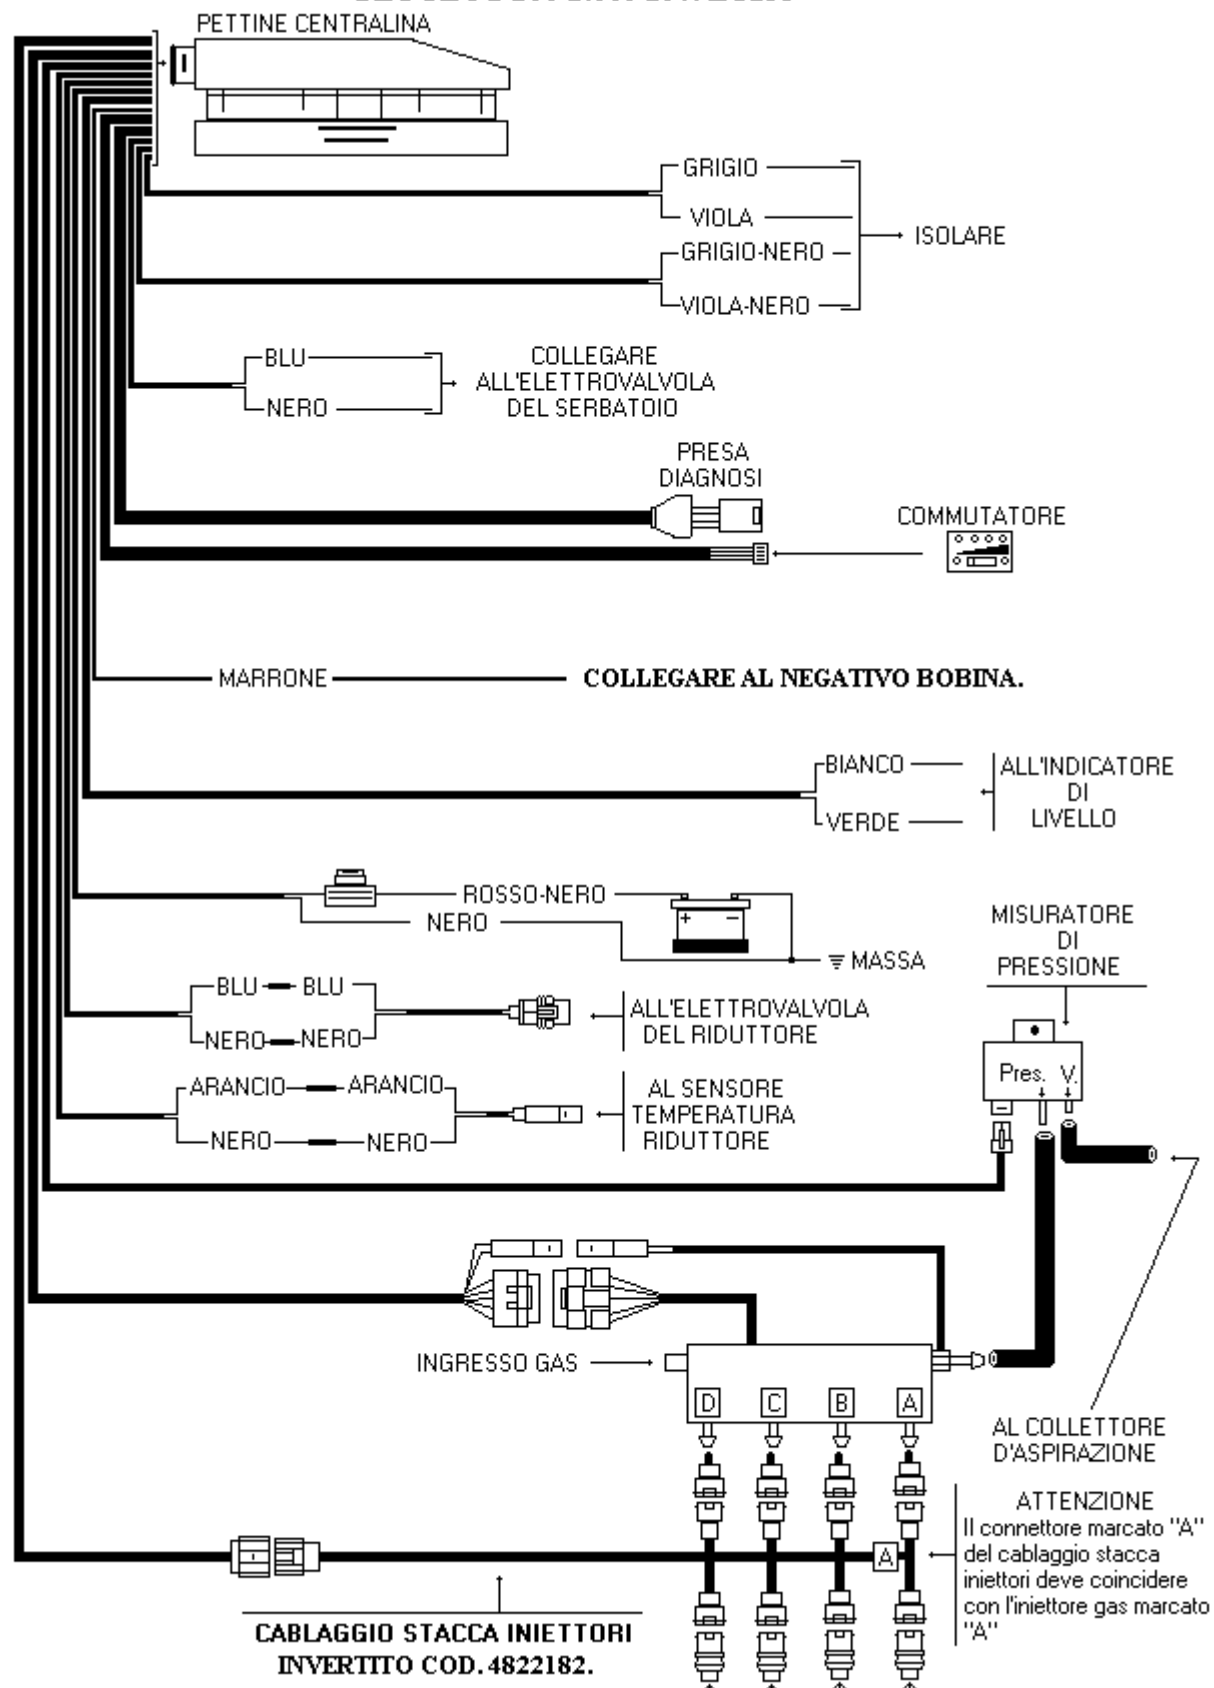 PETTINE CENTRALINA
GRIGIO
VIOLA
ISOLARE
GRIGIO-NERO
VIOLA-NERO
BLU
NERO
COLLEGARE
ALL'ELETTROVALVOLA
DEL SERBATOIO
PRESA
DIAGNOSI
COMMUTATORE
MARRONE
COLLEGARE AL NEGATIVO BOBINA.
BIANCO
VERDE
ALL'INDICATORE
DI
LIVELLO
ROSSO-NERO
NERO
+ −
MASSA
MISURATORE
DI
PRESSIONE
BLU BLU
NERO NERO
ALL'ELETTROVALVOLA
DEL RIDUTTORE
Pres. V.
ARANCIO ARANCIO
NERO NERO
AL SENSORE
TEMPERATURA
RIDUTTORE
INGRESSO GAS
D C B A
AL COLLETTORE
D'ASPIRAZIONE
A
ATTENZIONE
Il connettore marcato "A"
del cablaggio stacca
iniettori deve coincidere
con l'iniettore gas marcato
"A"
CABLAGGIO STACCA INIETTORI
INVERTITO COD. 4822182.